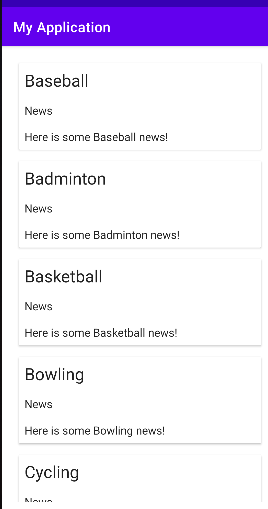 My Application
Baseball
News
Here is some Baseball news!
Badminton
News
Here is some Badminton news!
Basketball
News
Here is some Basketball news!
Bowling
News
Here is some Bowling news!
Cycling
News